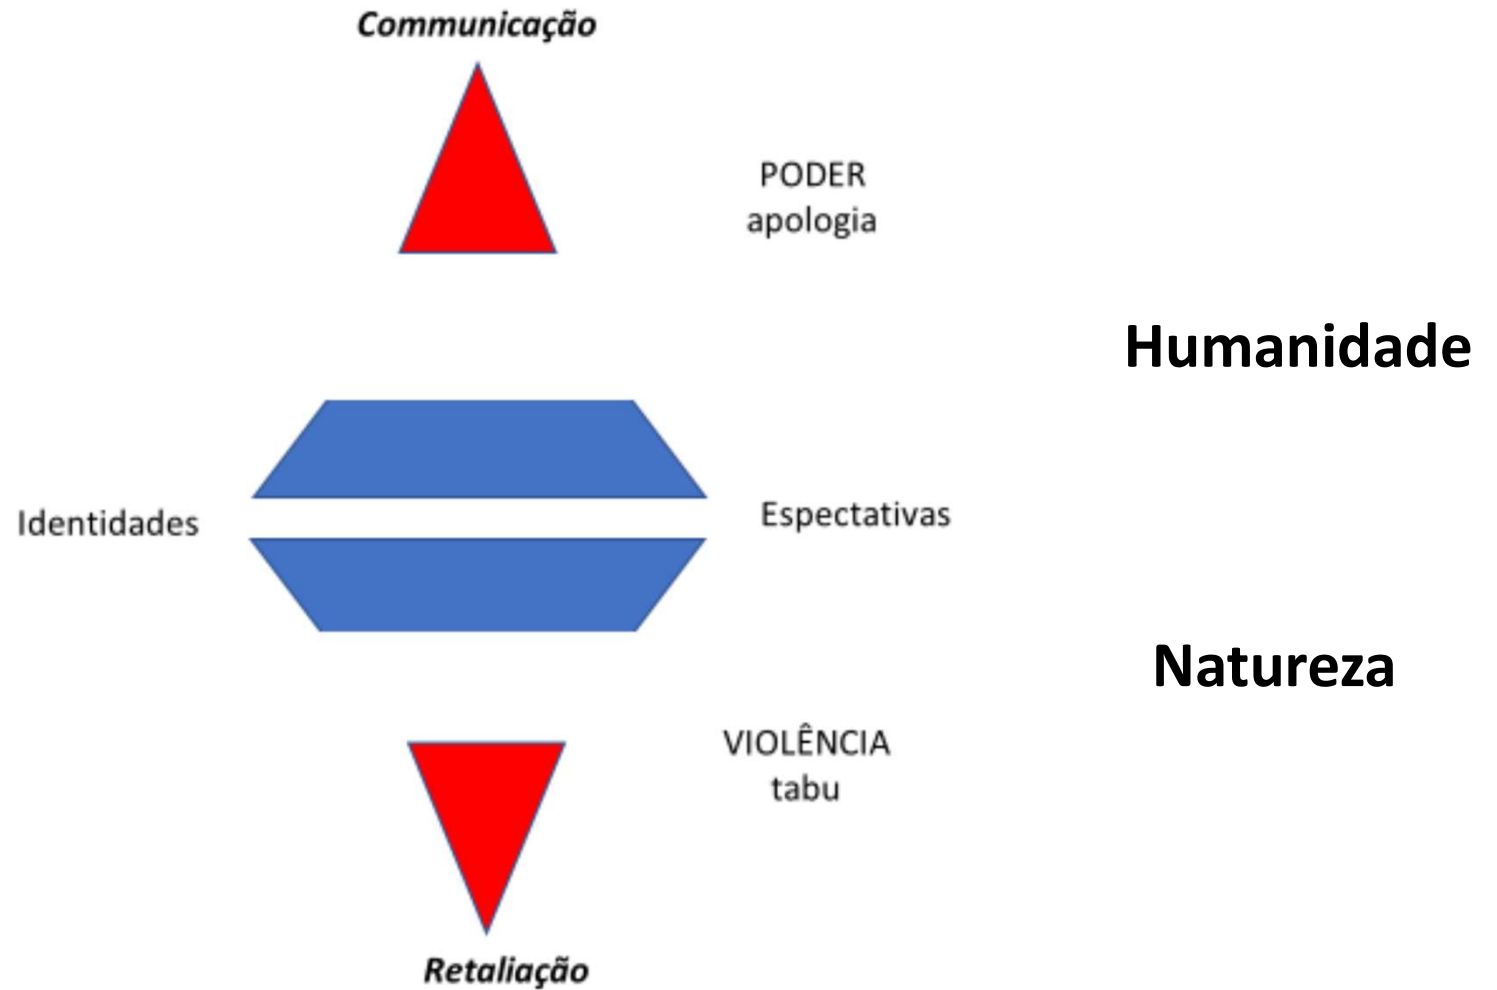 Communicação
PODER
apologia
Humanidade
Identidades
Espectativas
Natureza
VIOLÊNCIA
tabu
Retaliação